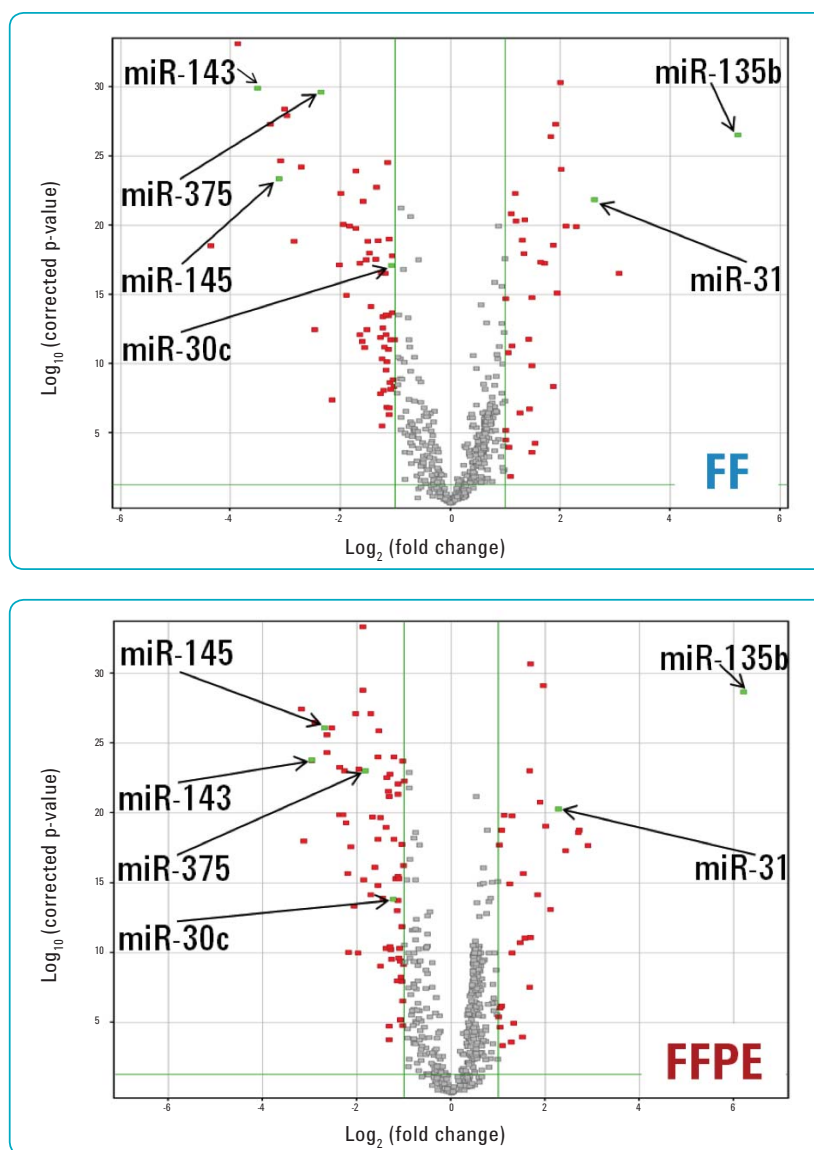 miR-143
miR-135b
miR-375
miR-145
miR-31
miR-30c
30
25
20
15
10
5
Log10 (corrected p-value)
FF
-6 -4 -2 0 2 4 6
Log2 (fold change)
miR-145
miR-135b
miR-143
miR-375
miR-31
miR-30c
30
25
20
15
10
5
Log10 (corrected p-value)
FFPE
-6 -4 -2 0 2 4 6
Log2 (fold change)